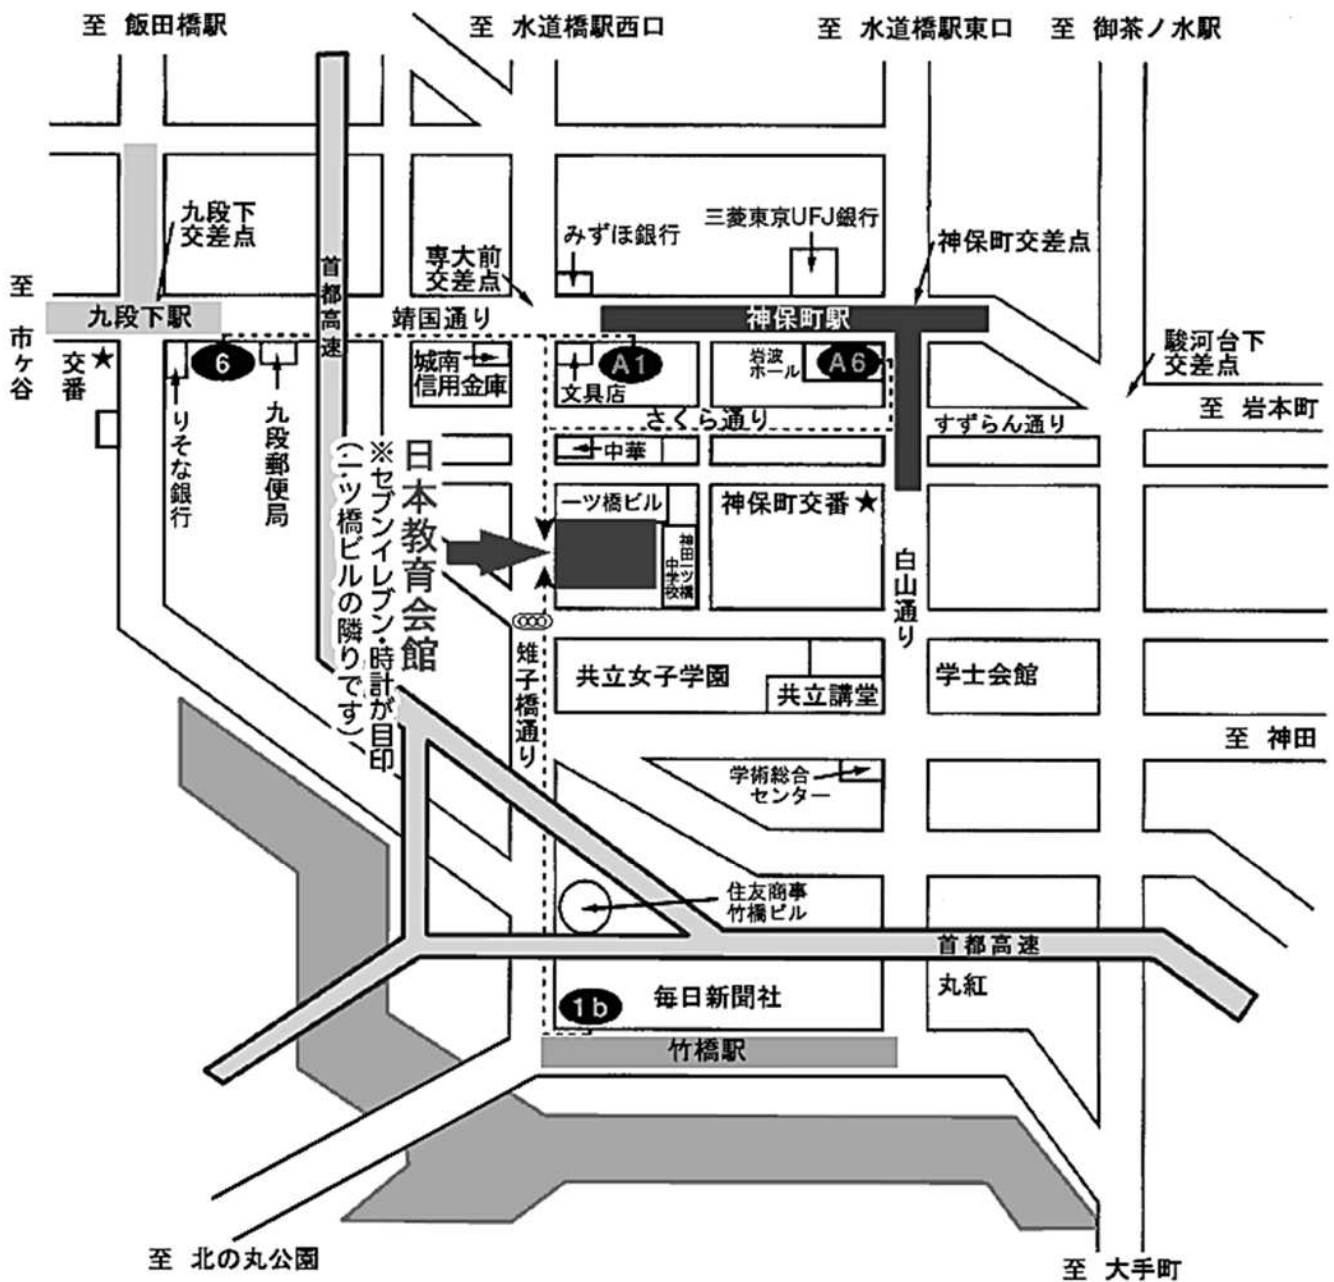 至 飯田橋駅
至 水道橋駅西口
至 水道橋駅東口
至 御茶ノ水駅
九段下
交差点
首都高速
専大前
交差点
みずほ銀行
三菱東京UFJ銀行
神保町交差点
至 市ヶ谷
九段下駅
靖国通り
神保町駅
駿河台下
交差点
交番
6
城南
信用金庫
文具店
A1
岩波
ホール
A6
至 岩本町
りそな銀行
九段郵便局
さくら通り
すずらん通り
中華
日本教育会館
※セブンイレブン・時計が目印
(一ツ橋ビルの隣りです)
一ツ橋ビル
神田一ツ橋
中学校
神保町交番
白山通り
雉子橋通り
共立女子学園
共立講堂
学士会館
至 神田
学術総合
センター
住友商事
竹橋ビル
首都高速
丸紅
1b
毎日新聞社
竹橋駅
至 北の丸公園
至 大手町